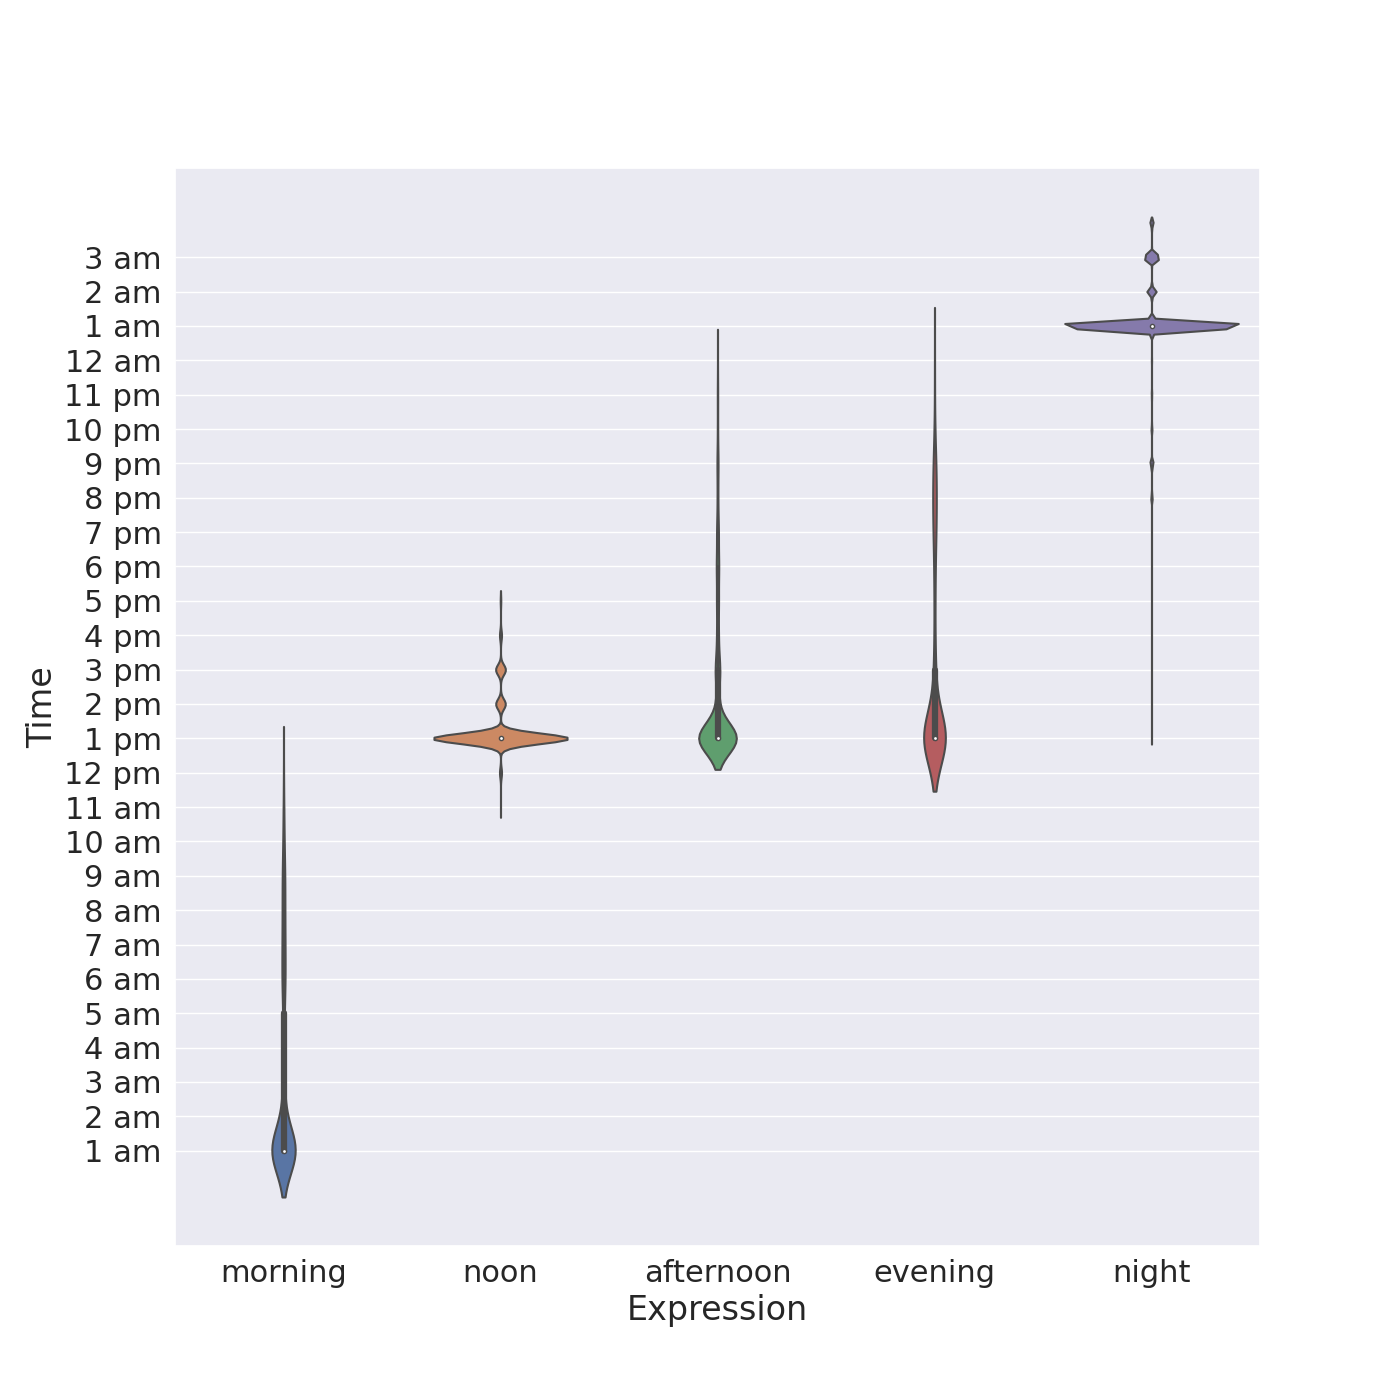 3 am
2 am
1 am
12 am
11 pm
10 pm
9 pm
8 pm
7 pm
6 pm
5 pm
4 pm
3 pm
2 pm
1 pm
12 pm
11 am
10 am
9 am
8 am
7 am
6 am
5 am
4 am
3 am
2 am
1 am
Time
morning noon afternoon evening night
Expression